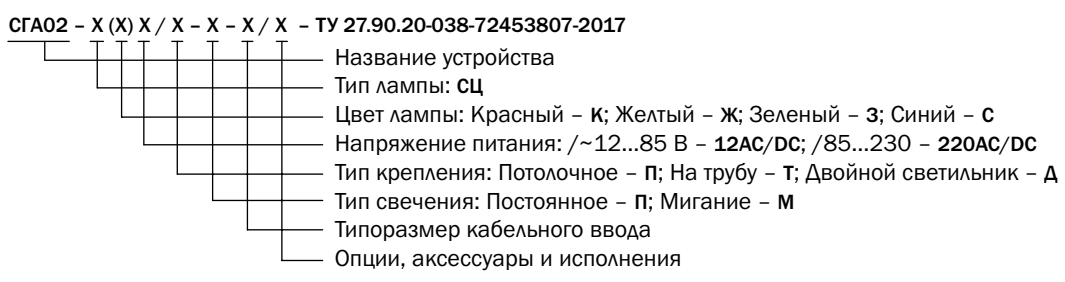 СГА02 – Х (Х) Х / Х – Х – Х / Х – ТУ 27.90.20-038-72453807-2017
Название устройства
Тип лампы: СЦ
Цвет лампы: Красный – К; Желтый – Ж; Зеленый – З; Синий – С
Напряжение питания: /~12...85 В – 12AC/DC; /85...230 – 220AC/DC
Тип крепления: Потолочное – П; На трубу – Т; Двойной светильник – Д
Тип свечения: Постоянное – П; Мигание – М
Типоразмер кабельного ввода
Опции, аксессуары и исполнения